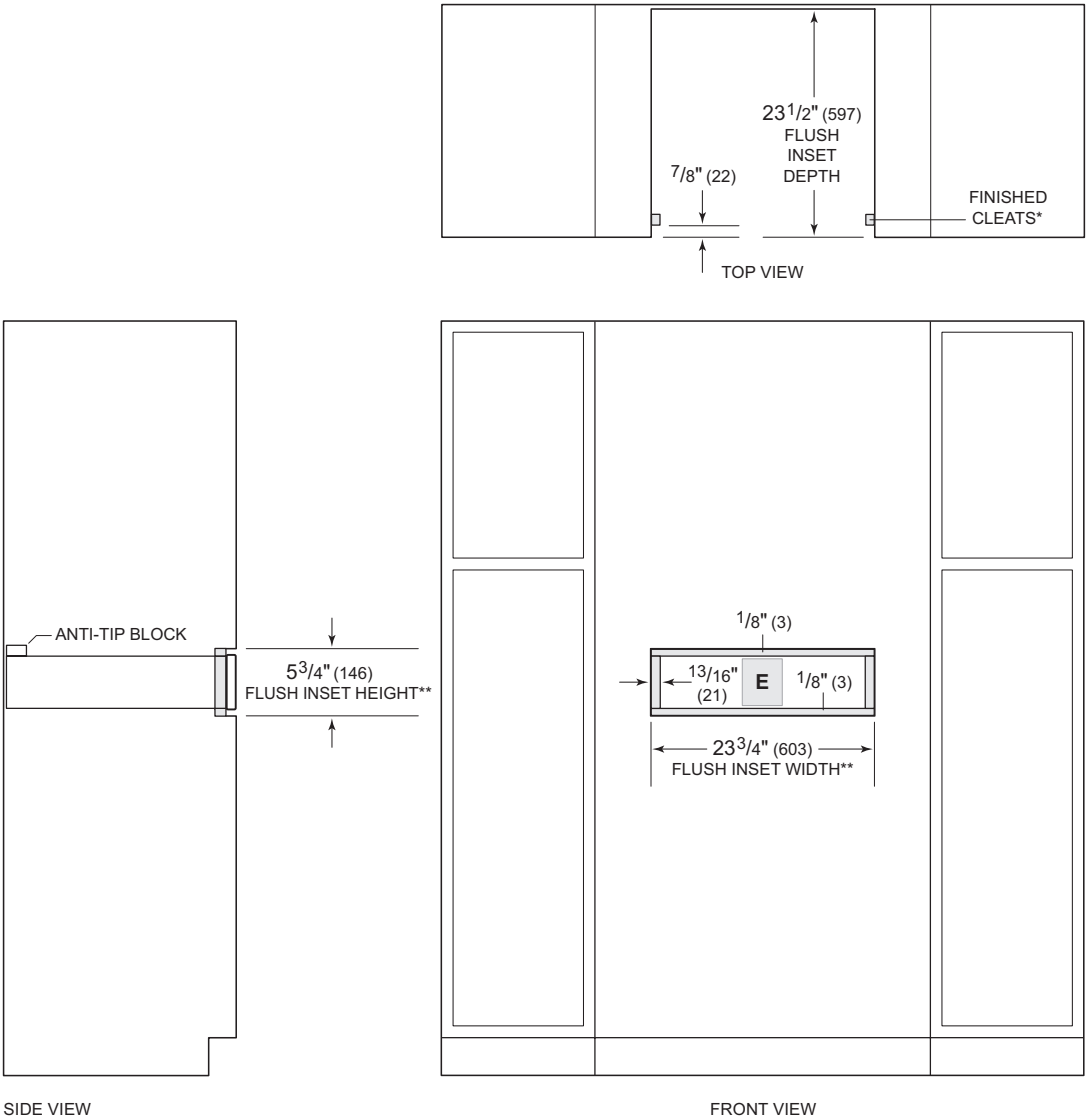 23 1/2" (597)
FLUSH
INSET
DEPTH
7/8" (22)
FINISHED
CLEATS*
TOP VIEW
ANTI-TIP BLOCK
5 3/4" (146)
FLUSH INSET HEIGHT**
1/8" (3)
13/16"
(21)
E
1/8" (3)
23 3/4" (603)
FLUSH INSET WIDTH**
SIDE VIEW
FRONT VIEW